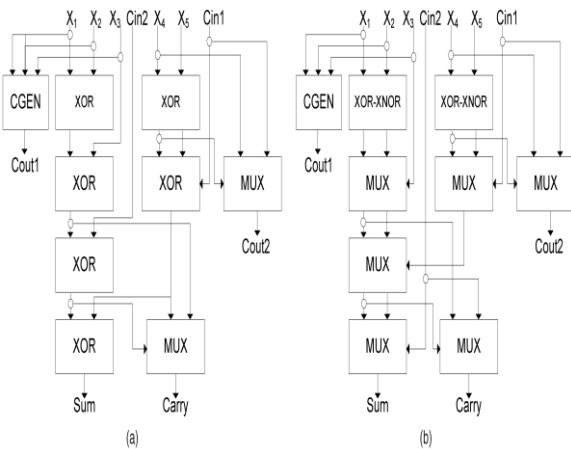 X1 X2 X3 Cin2 X4 X5 Cin1
X1 X2 X3 Cin2 X4 X5 Cin1
CGEN XOR XOR
CGEN XOR-XNOR XOR-XNOR
Cout1
Cout1
XOR XOR MUX
MUX MUX MUX
Cout2
Cout2
XOR
MUX
XOR MUX
MUX MUX
Sum Carry
Sum Carry
(a)
(b)